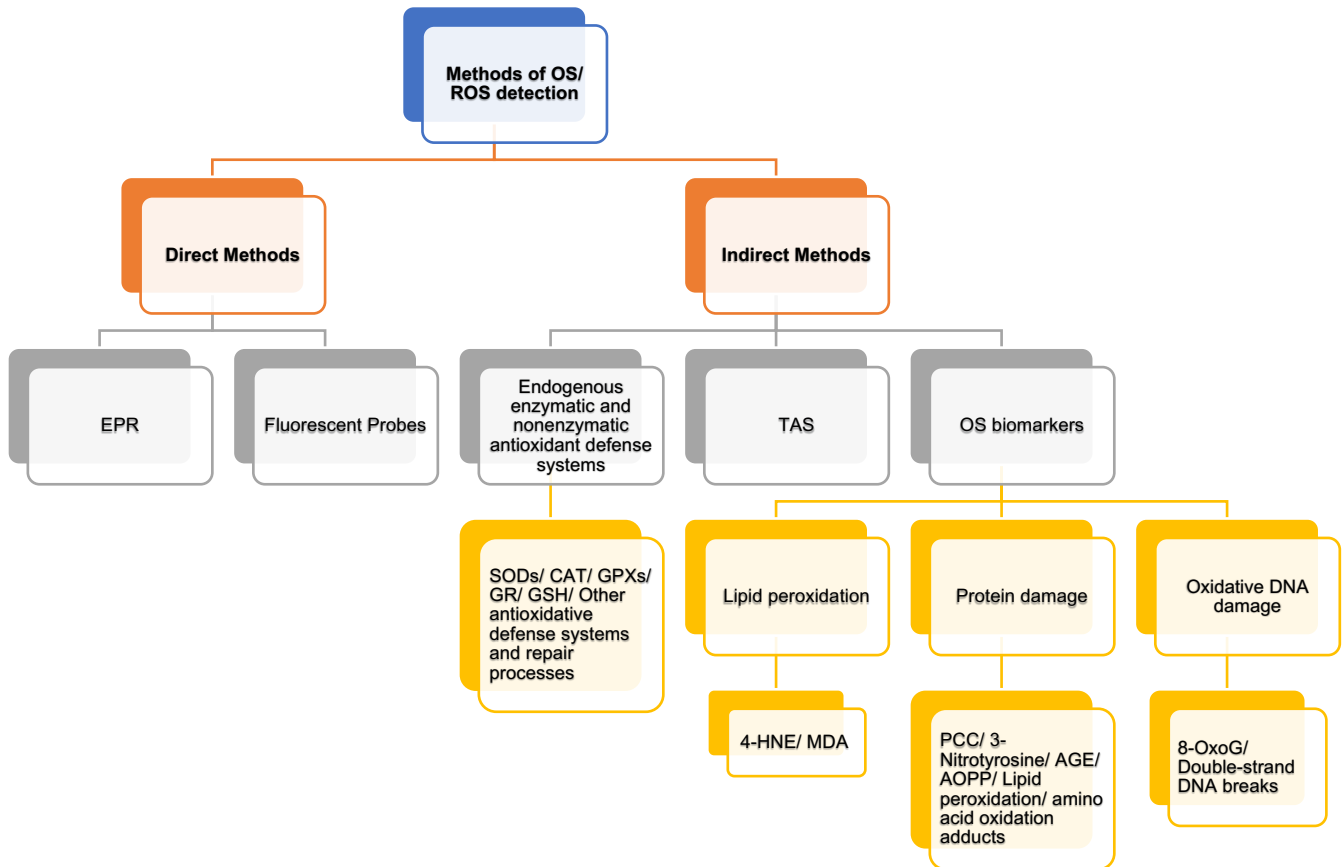 Methods of OS/
ROS detection
Direct Methods
Indirect Methods
EPR
Fluorescent Probes
Endogenous
enzymatic and
nonenzymatic
antioxidant defense
systems
TAS
OS biomarkers
SODs/ CAT/ GPXs/
GR/ GSH/ Other
antioxidative
defense systems
and repair
processes
Lipid peroxidation
Protein damage
Oxidative DNA
damage
4-HNE/ MDA
PCC/ 3-
Nitrotyrosine/ AGE/
AOPP/ Lipid
peroxidation/ amino
acid oxidation
adducts
8-OxoG/
Double-strand
DNA breaks